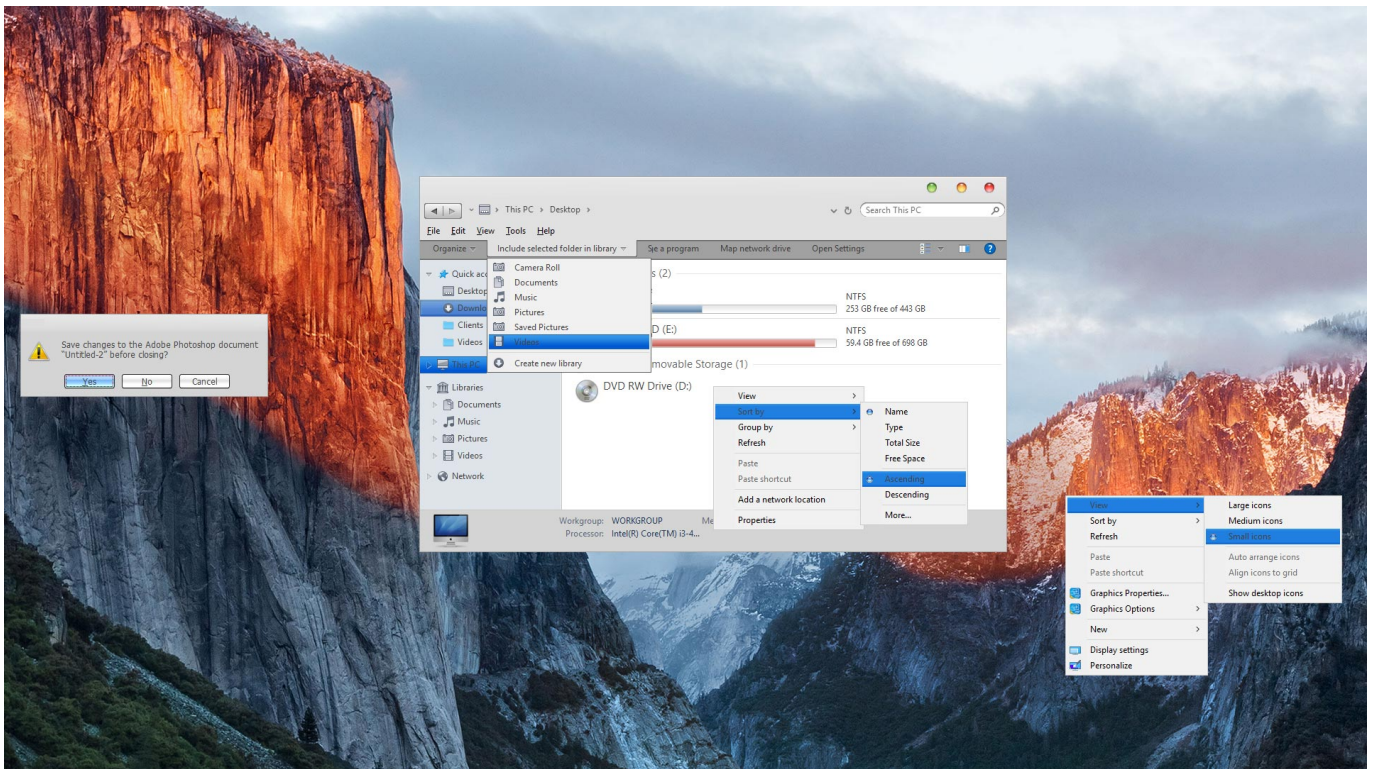 This PC
Desktop
Search This PC
File Edit View Tools Help
Organize
Include selected folder in library
Map network drive
Open Settings
Quick
Desktop
Clients
Videos
This PC
Libraries
Documents
Music
Pictures
Videos
Network
Camera Roll
Documents
Music
Pictures
Saved Pictures
Videos
Create new library
(2)
NTFS
253 GB free of 443 GB
(E:)
NTFS
59.4 GB free of 698 GB
Storage (1)
DVD RW Drive (D:)
Workgroup: WORKGROUP
Processor: Intel(R) Core(TM) i3-4...
View
Sort by
Group by
Refresh
Paste
Paste shortcut
Add a network location
Properties
Name
Type
Total Size
Free Space
Ascending
Descending
More...
Save changes to the Adobe Photoshop document
"Untitled-2" before closing?
Yes No Cancel
View
Sort by
Refresh
Paste
Paste shortcut
Graphics Properties...
Graphics Options
New
Display settings
Personalize
Large icons
Medium icons
Small icons
Auto arrange icons
Align icons to grid
Show desktop icons